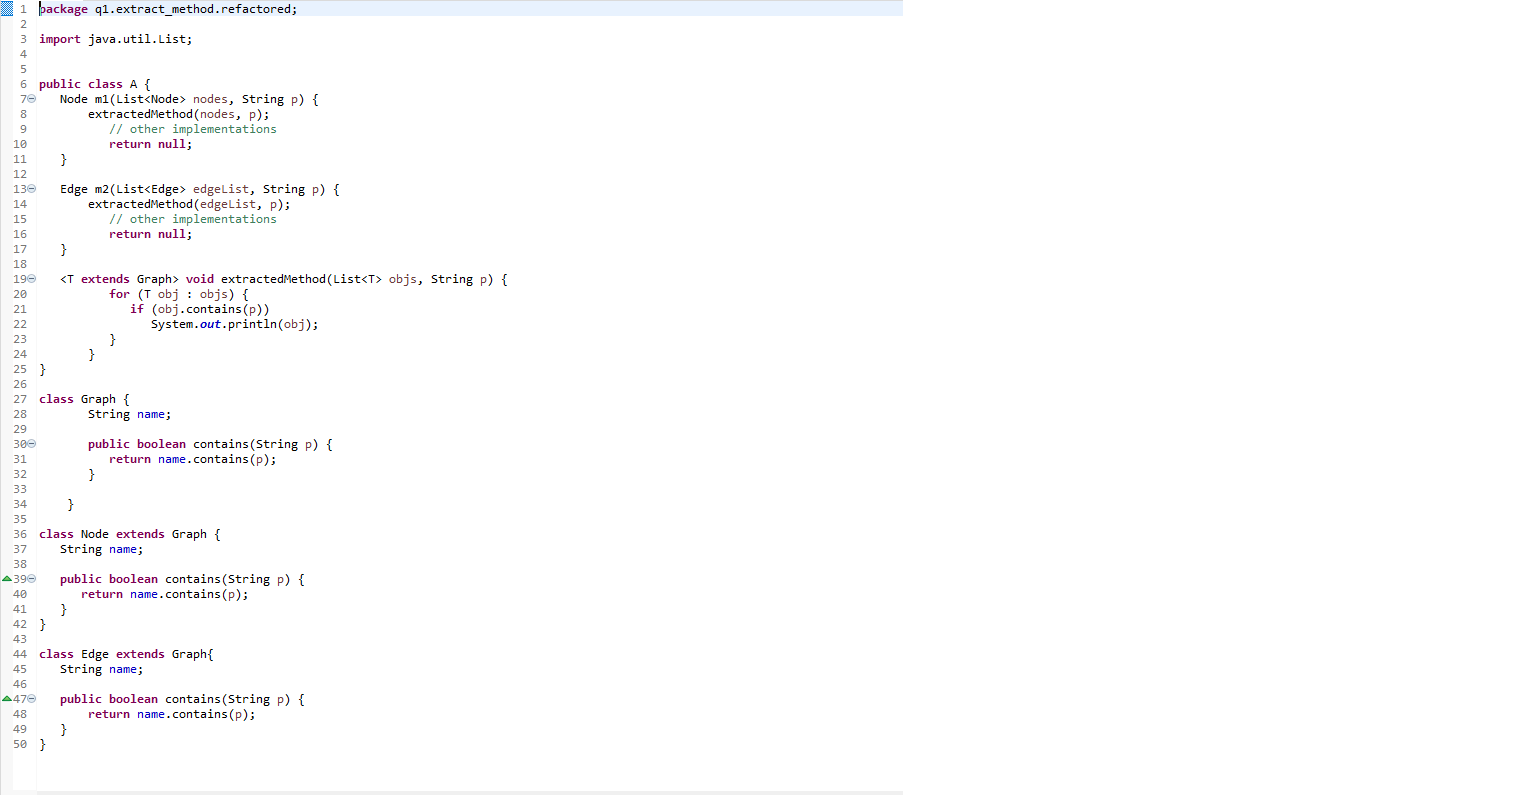 1 package q1.extract_method.refactored;
2
3 import java.util.List;
4
5
6 public class A {
7 Node m1(List<Node> nodes, String p) {
8 extractedMethod(nodes, p);
9 // other implementations
10 return null;
11 }
12
13 Edge m2(List<Edge> edgeList, String p) {
14 extractedMethod(edgeList, p);
15 // other implementations
16 return null;
17 }
18
19 <T extends Graph> void extractedMethod(List<T> objs, String p) {
20 for (T obj : objs) {
21 if (obj.contains(p))
22 System.out.println(obj);
23 }
24 }
25 }
26
27 class Graph {
28 String name;
29
30 public boolean contains(String p) {
31 return name.contains(p);
32 }
33
34 }
35
36 class Node extends Graph {
37 String name;
38
39 public boolean contains(String p) {
40 return name.contains(p);
41 }
42 }
43
44 class Edge extends Graph{
45 String name;
46
47 public boolean contains(String p) {
48 return name.contains(p);
49 }
50 }